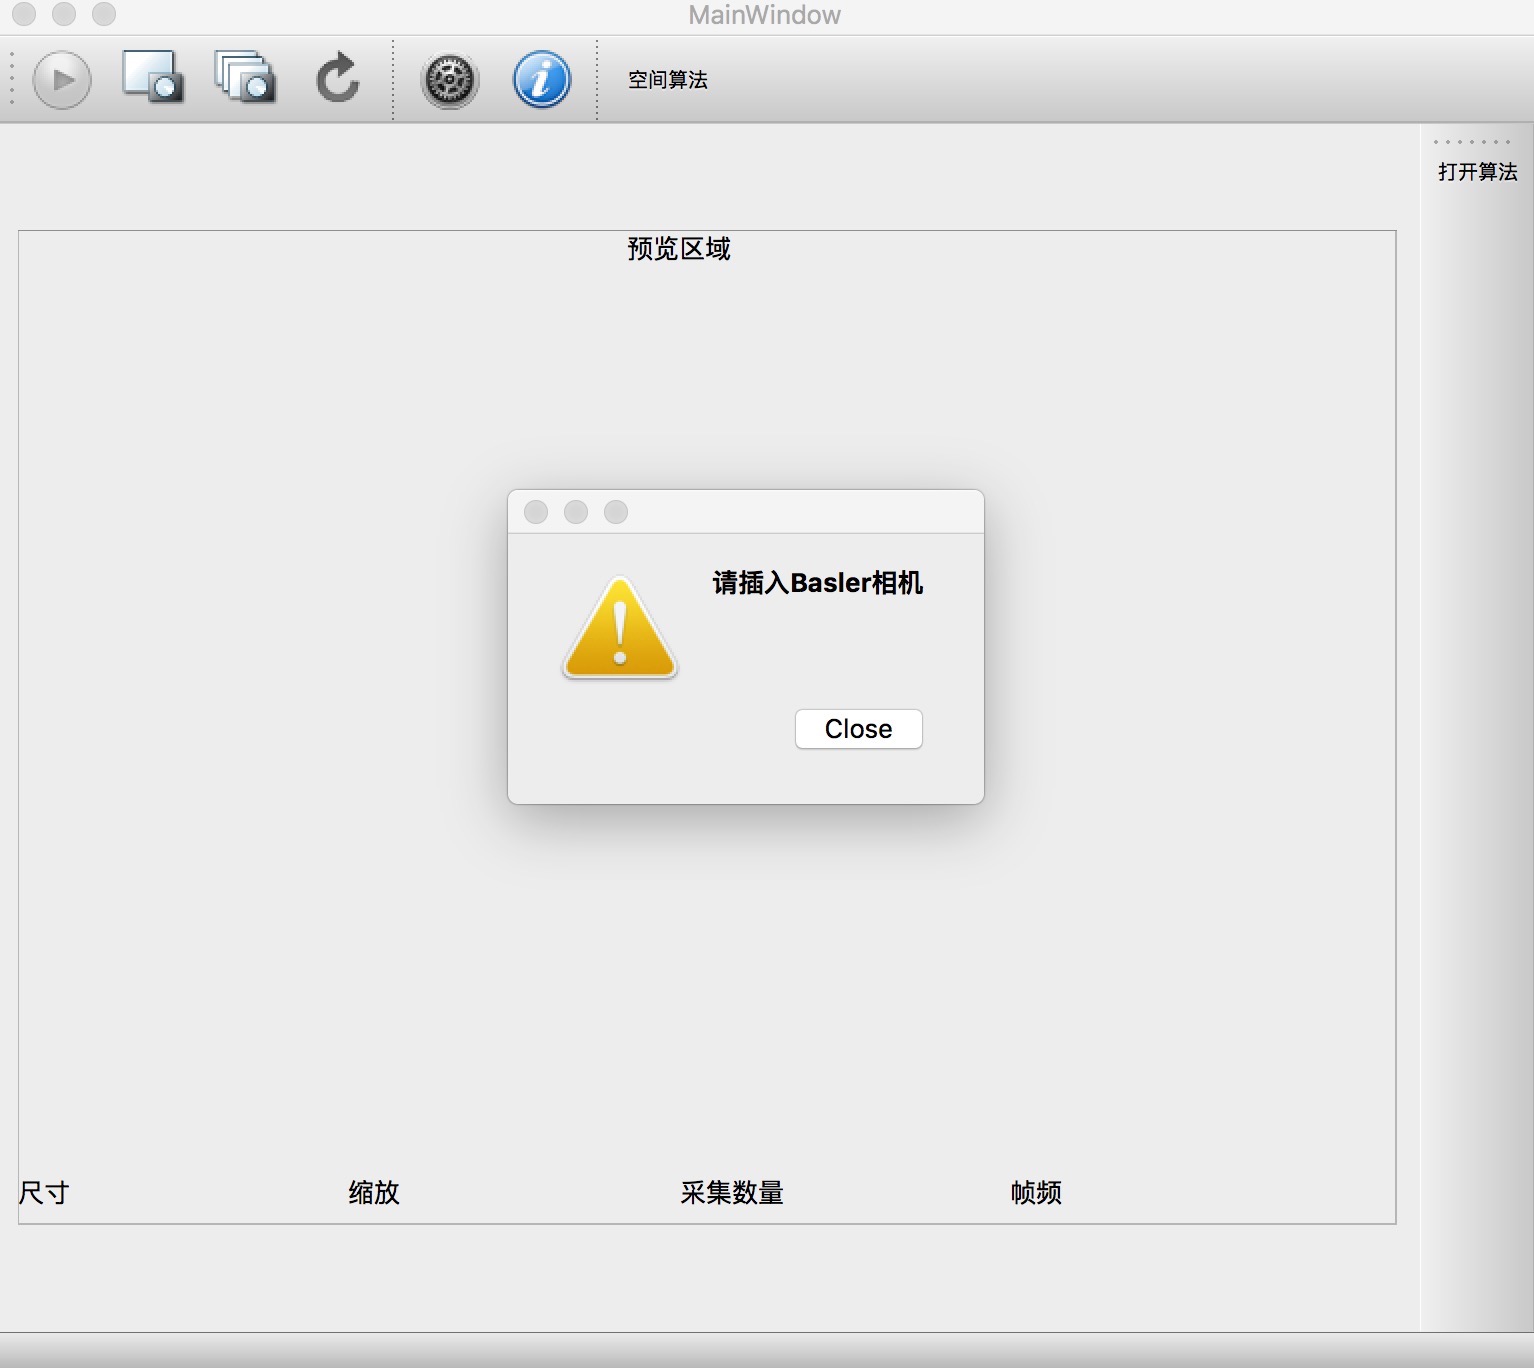 MainWindow
空间算法
打开算法
预览区域
请插入Basler相机
Close
尺寸 缩放 采集数量 帧频